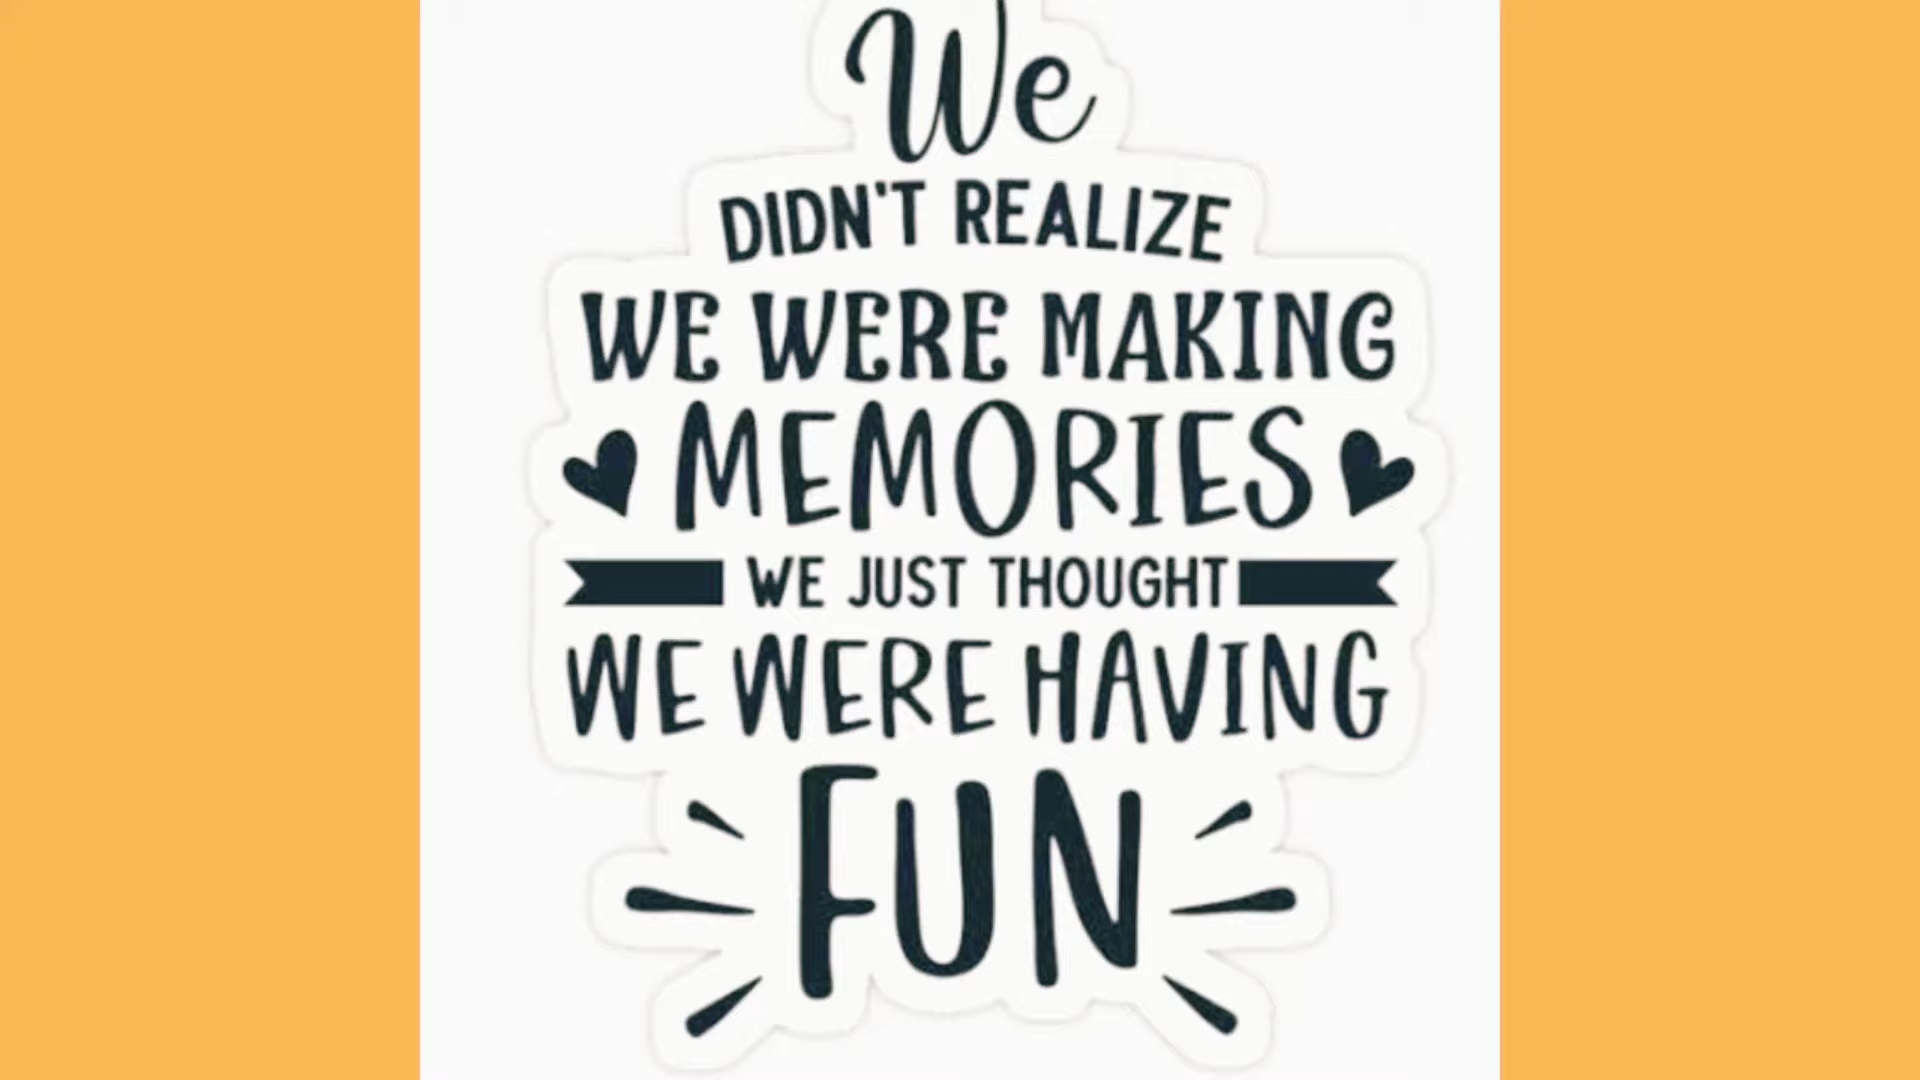 We
DIDN'T REALIZE
WE WERE MAKING
MEMORIES
WE JUST THOUGHT
WE WERE HAVING
FUN